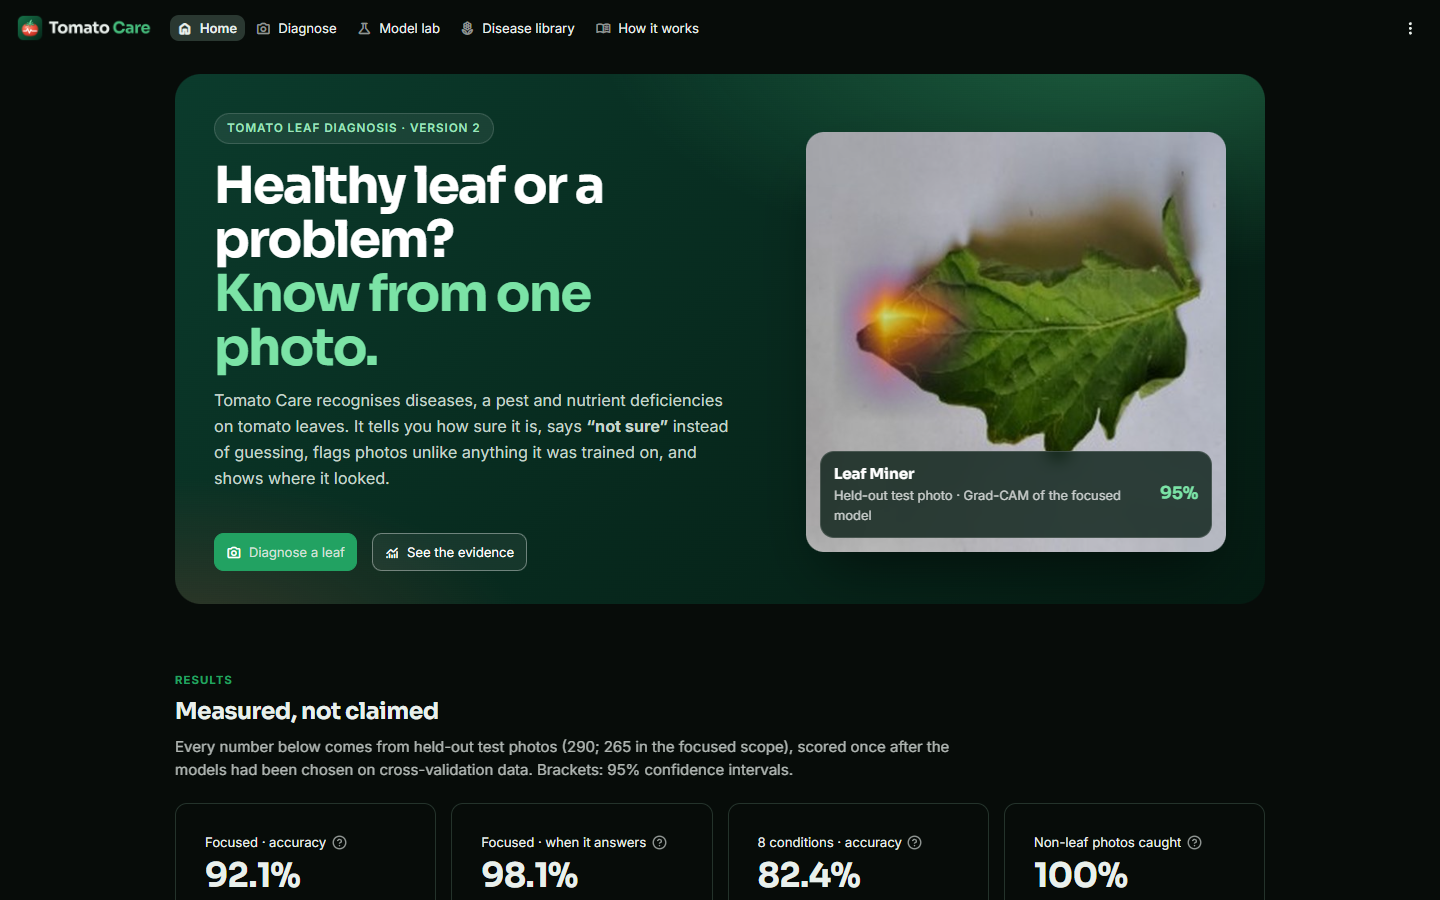 Tomato Care
Home
Diagnose
Model lab
Disease library
How it works
TOMATO LEAF DIAGNOSIS · VERSION 2
Healthy leaf or a
problem?
Know from one
photo.
Tomato Care recognises diseases, a pest and nutrient deficiencies
on tomato leaves. It tells you how sure it is, says “not sure” instead
of guessing, flags photos unlike anything it was trained on, and
shows where it looked.
Diagnose a leaf
See the evidence
Leaf Miner
Held-out test photo · Grad-CAM of the focused
model
95%
RESULTS
Measured, not claimed
Every number below comes from held-out test photos (290; 265 in the focused scope), scored once after the
models had been chosen on cross-validation data. Brackets: 95% confidence intervals.
Focused · accuracy
92.1%
Focused · when it answers
98.1%
8 conditions · accuracy
82.4%
Non-leaf photos caught
100%